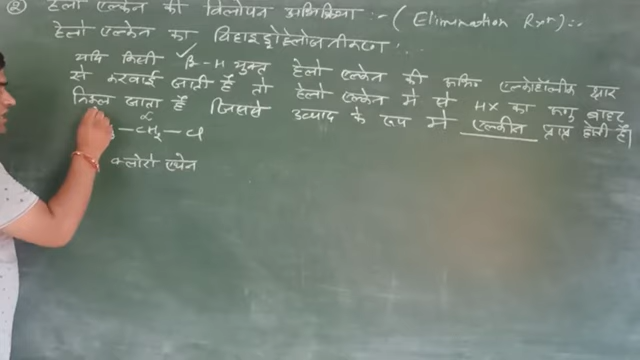 ② हैलो एल्केन की विलोपन अभिक्रिया :- (Elimination Rxn):-
हैलो एल्केन का विहाइड्रोहैलोजनीकरण :-
यदि किसी β-H युक्त हैलो एल्केन की क्रिया एल्कोहॉलिक क्षार
से करवाई जाती है तो हैलो एल्केन में से HX का अणु बाहर
निकल जाता है जिससे उत्पाद के रूप में एल्कीन प्राप्त होती है।
α
-CH₂-Cl
क्लोरो एथेन